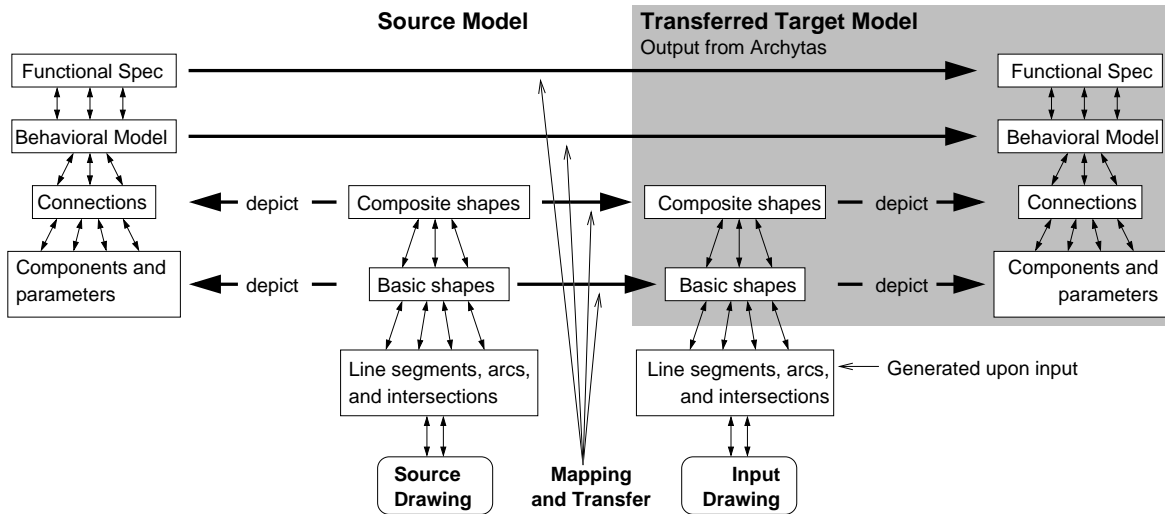 Source Model
Transferred Target Model
Output from Archytas
Functional Spec
Functional Spec
Behavioral Model
Behavioral Model
Connections
depict
Composite shapes
Composite shapes
depict
Connections
Components and
parameters
depict
Basic shapes
Basic shapes
depict
Components and
parameters
Line segments, arcs,
and intersections
Line segments, arcs,
and intersections
Generated upon input
Source
Drawing
Mapping
and Transfer
Input
Drawing